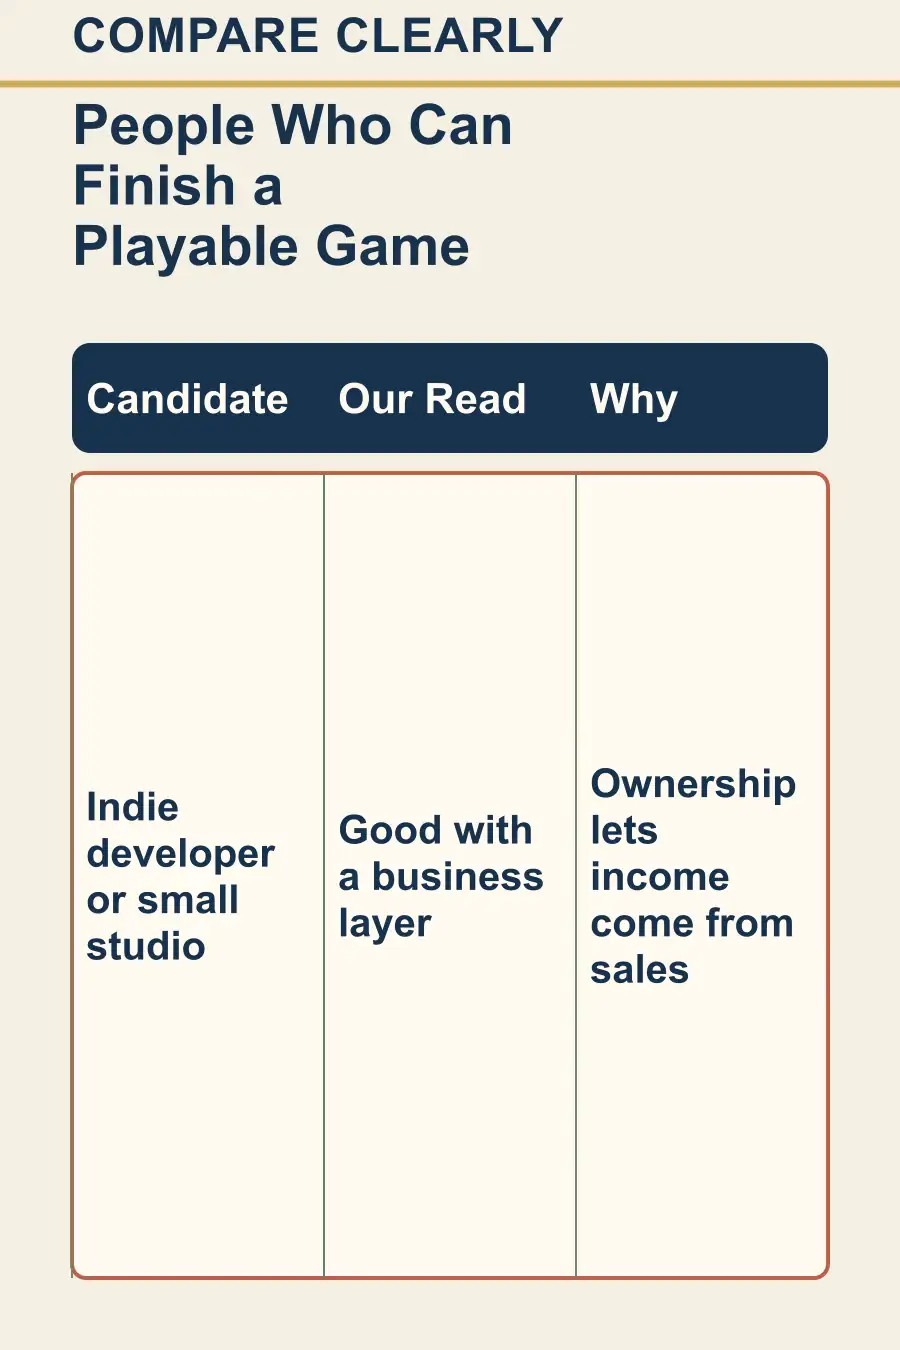 COMPARE CLEARLY
People Who Can
Finish a
Playable Game
Candidate Our Read Why
Indie
developer
or small
studio
Good with
a business
layer
Ownership
lets
income
come from
sales